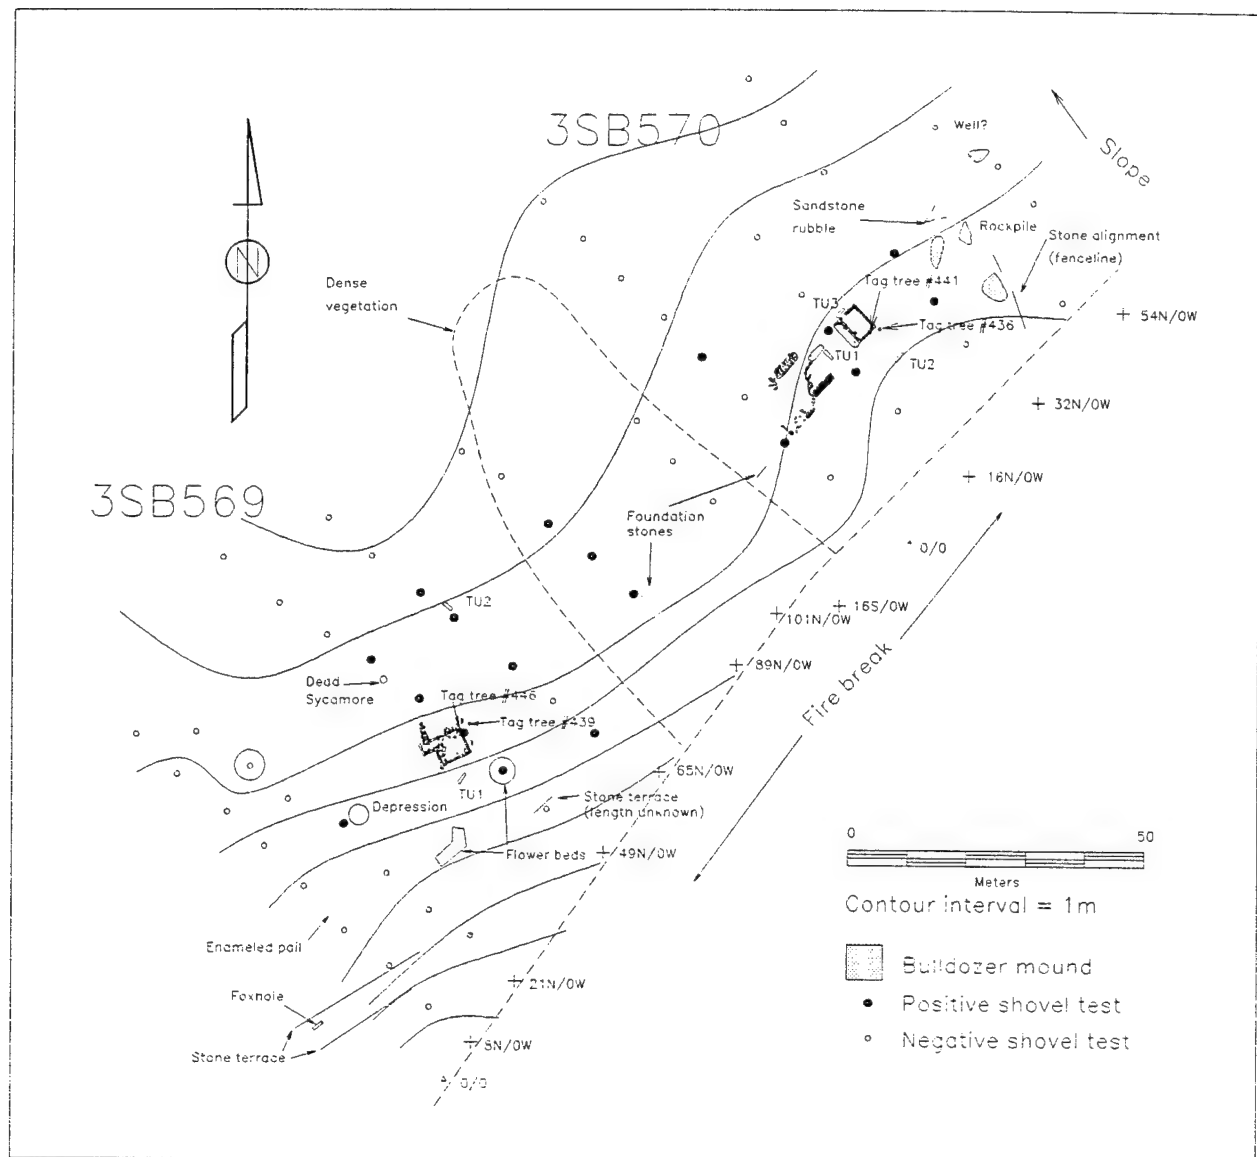 3SB570
Well?
Slope
N
Sandstone
rubble
Rockpile
Stone alignment
(fenceline)
Dense
vegetation
Tag tree #441
TU3
Tag tree #436
54N/0W
TU1
TU2
32N/0W
3SB569
16N/0W
Foundation
stones
0/0
TU2
16S/0W
101N/0W
89N/0W
Fire break
Dead
Sycamore
Tag tree #446
Tag tree #439
65N/0W
TU1
Stone terrace
(length unknown)
Depression
Flower beds
49N/0W
0
50
Meters
Contour interval = 1m
Enameled pail
Bulldozer mound
21N/0W
Foxhole
Positive shovel test
Stone terrace
8N/0W
Negative shovel test
0/0